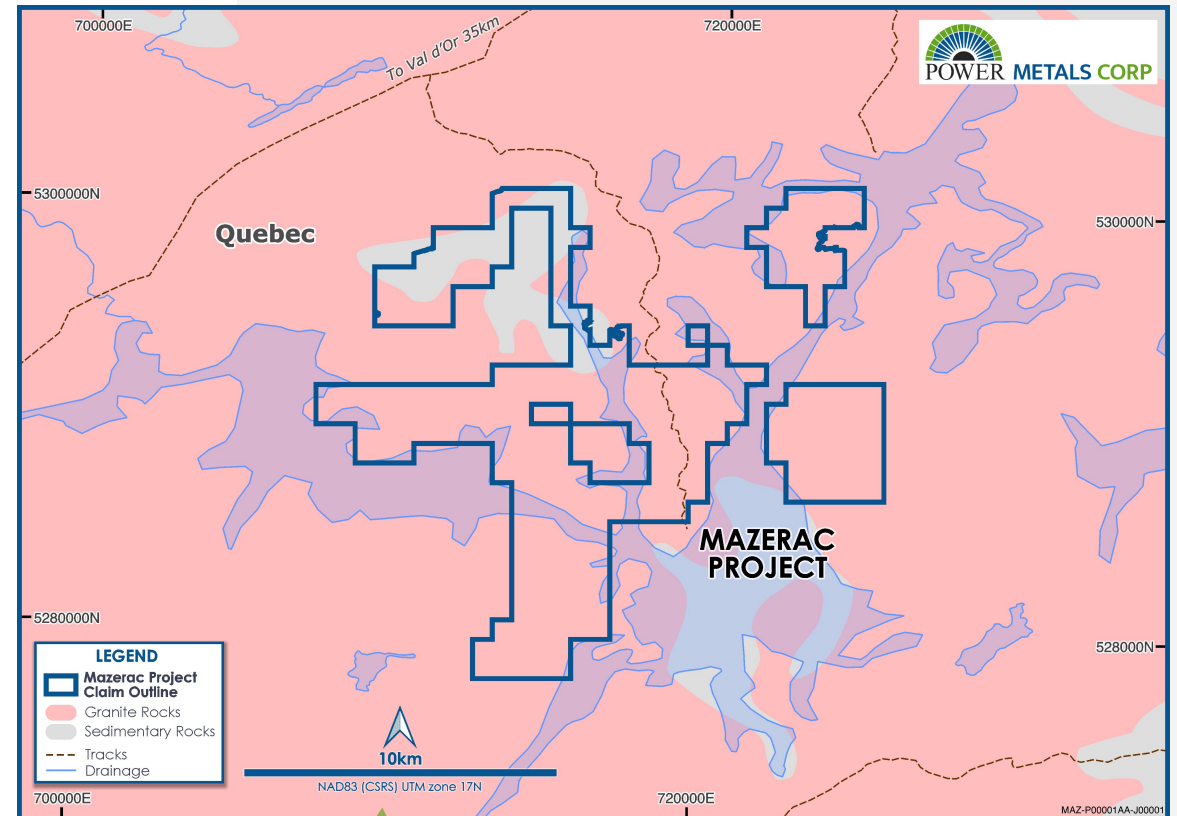 700000E
720000E
To Val d'Or 35km
POWER METALS CORP
5300000N
530000N
Quebec
MAZERAC
PROJECT
5280000N
528000N
LEGEND
Mazerac Project
Claim Outline
Granite Rocks
Sedimentary Rocks
Tracks
Drainage
10km
NAD83 (CSRS) UTM zone 17N
700000E
720000E
MAZ-P00001AA-J00001